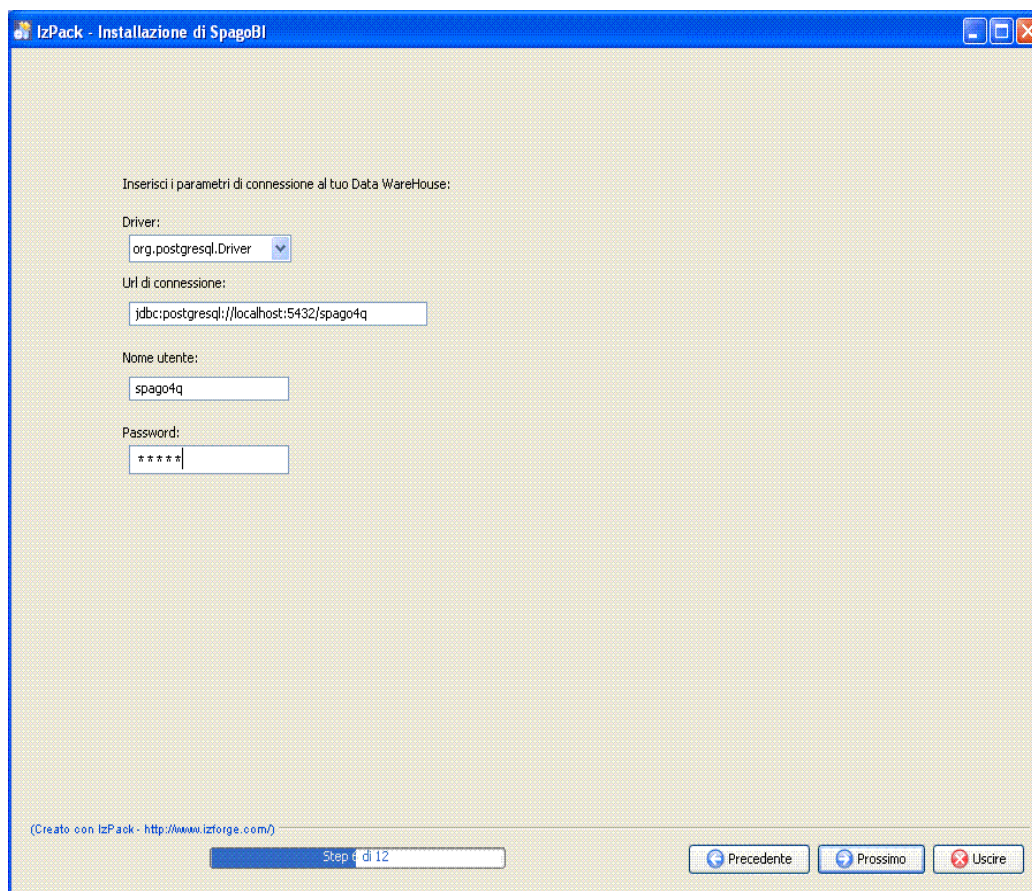 IzPack - Installazione di SpagoBI
Inserisci i parametri di connessione al tuo Data WareHouse:
Driver:
org.postgresql.Driver
Url di connessione:
jdbc:postgresql://localhost:5432/spago4q
Nome utente:
spago4q
Password:
*****
(Creato con IzPack - http://www.izforge.com/)
Step 6 di 12
Precedente Prossimo Uscire